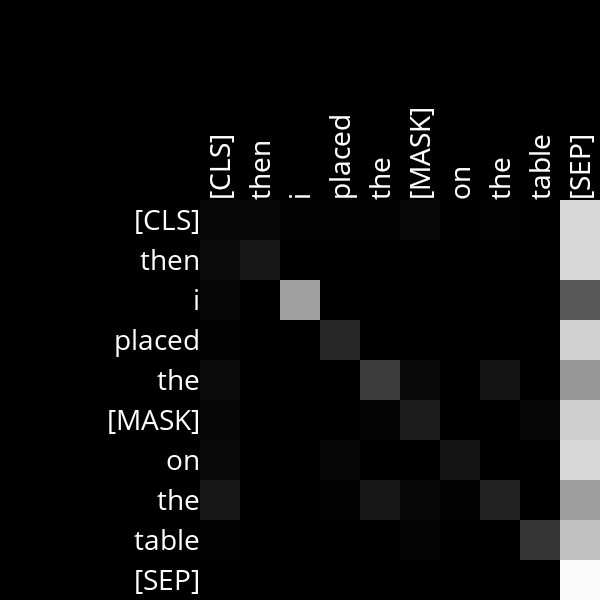 [CLS] then i placed the [MASK] on the table [SEP]
[CLS]
then
i
placed
the
[MASK]
on
the
table
[SEP]